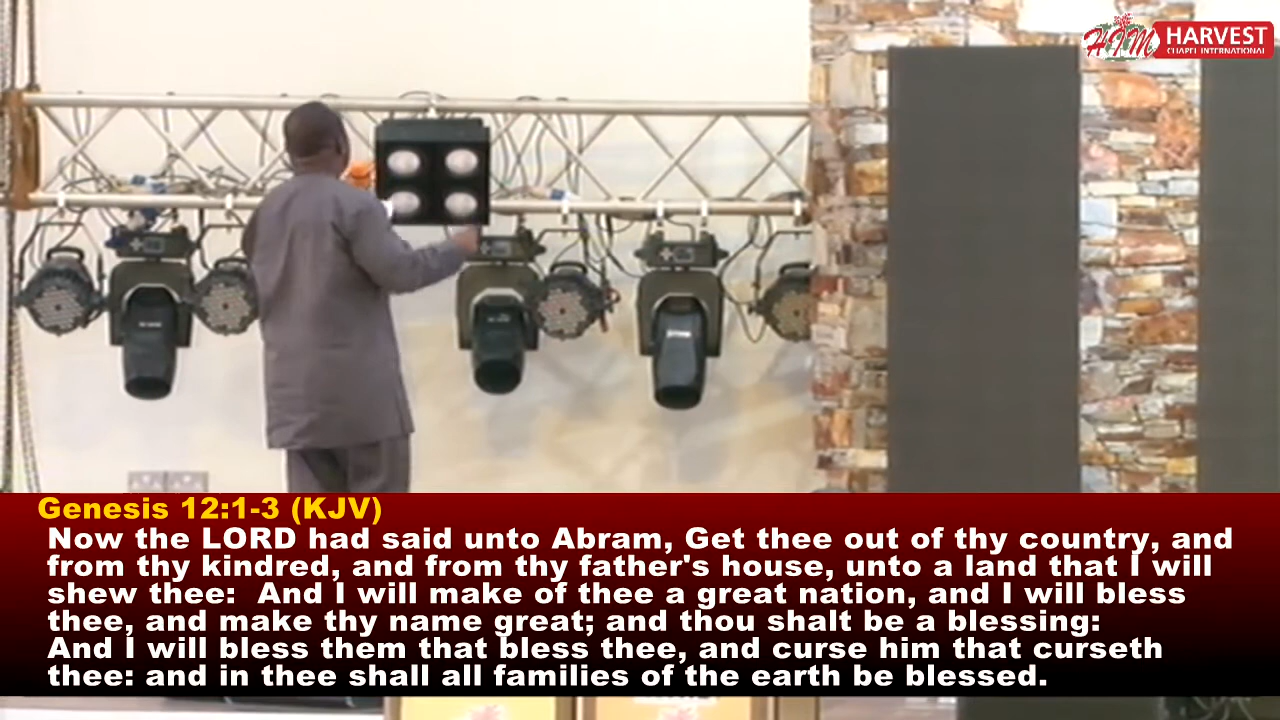 HIM HARVEST
CHAPEL INTERNATIONAL
Genesis 12:1-3 (KJV)
Now the LORD had said unto Abram, Get thee out of thy country, and
from thy kindred, and from thy father's house, unto a land that I will
shew thee:  And I will make of thee a great nation, and I will bless
thee, and make thy name great; and thou shalt be a blessing:
And I will bless them that bless thee, and curse him that curseth
thee: and in thee shall all families of the earth be blessed.